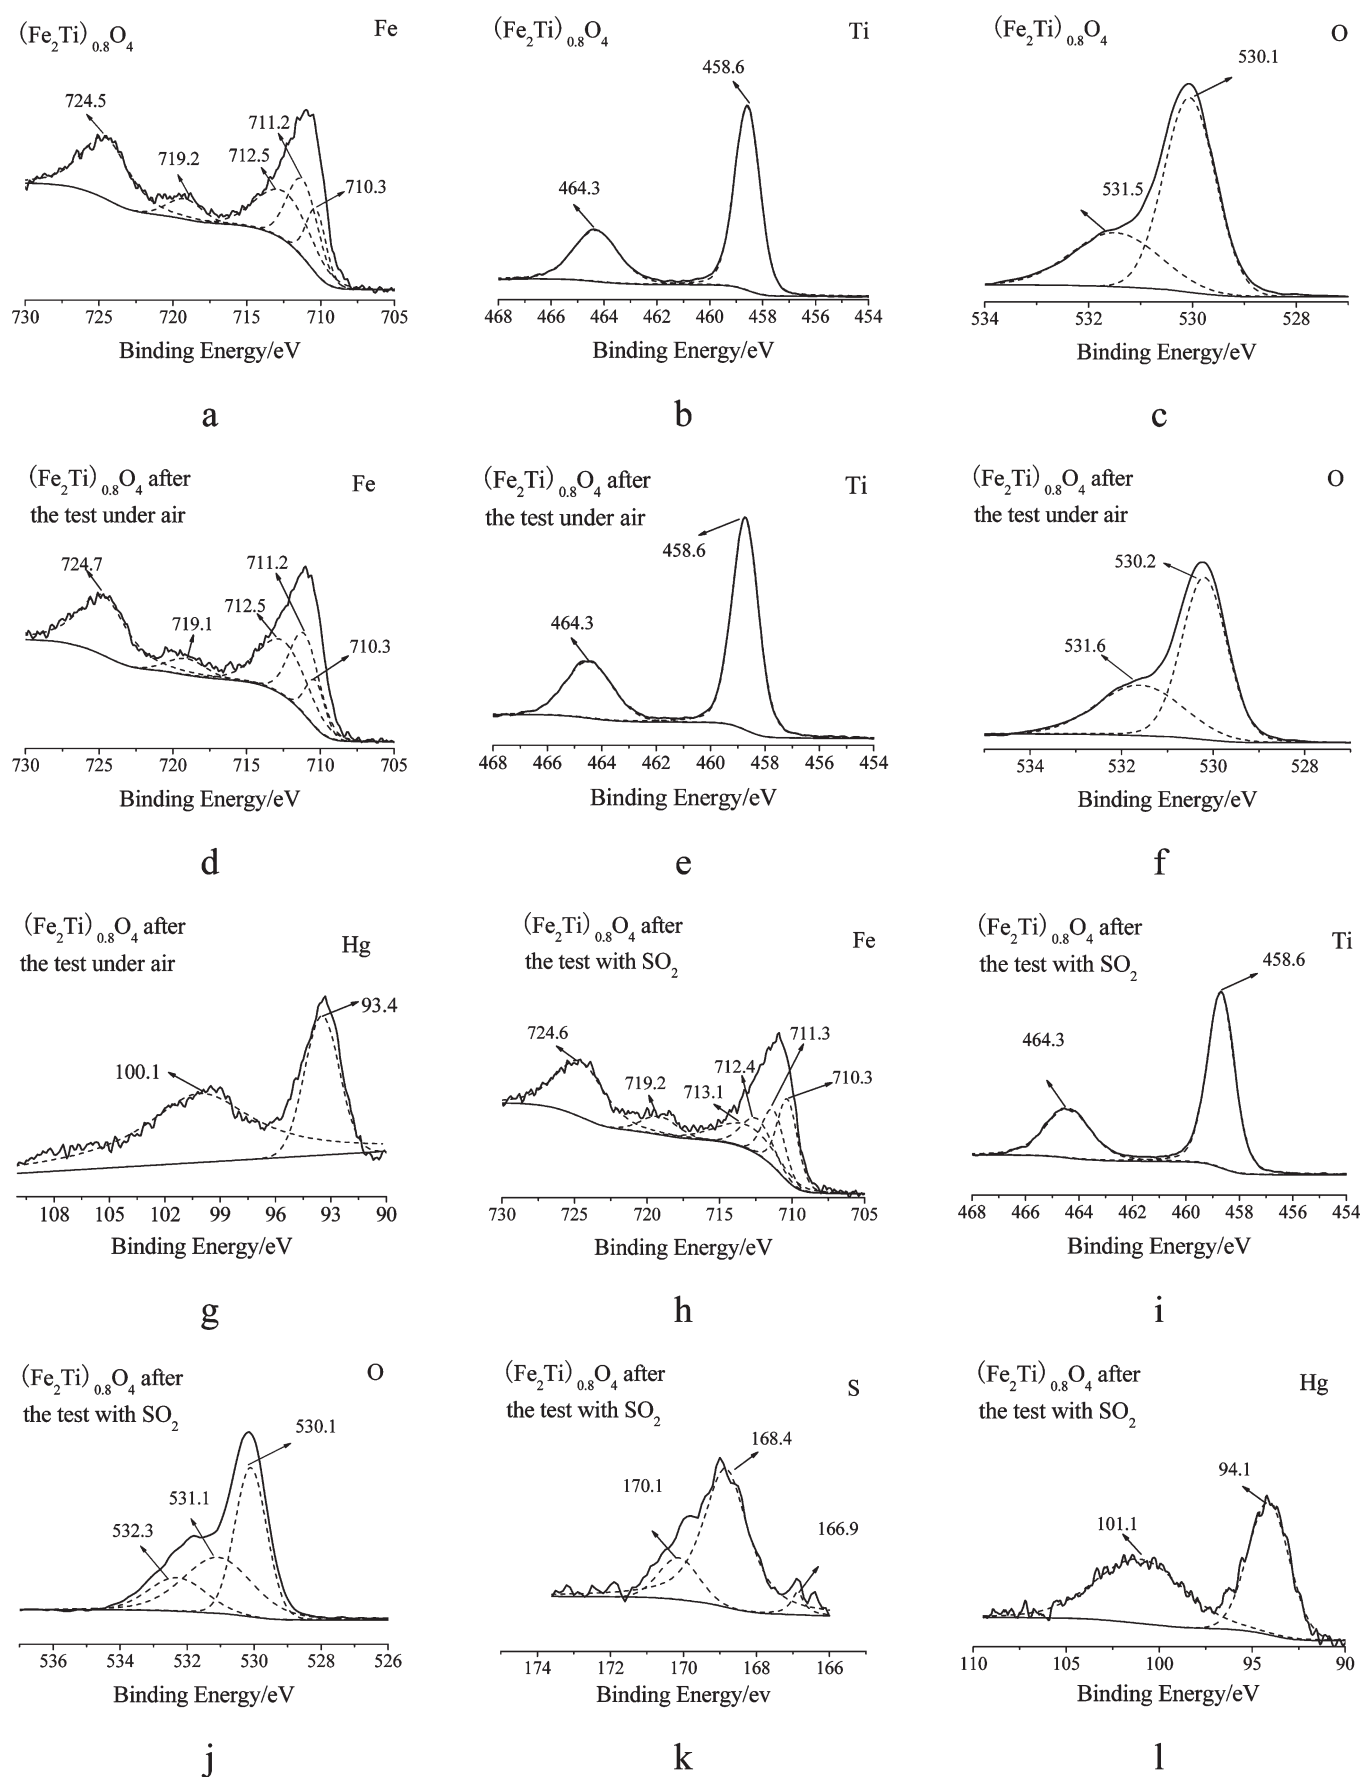 (Fe2Ti)0.8O4
Fe
724.5
719.2
712.5
711.2
710.3
730 725 720 715 710 705
Binding Energy/eV
a
(Fe2Ti)0.8O4
Ti
458.6
464.3
468 466 464 462 460 458 456 454
Binding Energy/eV
b
(Fe2Ti)0.8O4
O
530.1
531.5
534 532 530 528
Binding Energy/eV
c
(Fe2Ti)0.8O4 after
the test under air
Fe
724.7
719.1
712.5
711.2
710.3
730 725 720 715 710 705
Binding Energy/eV
d
(Fe2Ti)0.8O4 after
the test under air
Ti
458.6
464.3
468 466 464 462 460 458 456 454
Binding Energy/eV
e
(Fe2Ti)0.8O4 after
the test under air
O
530.2
531.6
534 532 530 528
Binding Energy/eV
f
(Fe2Ti)0.8O4 after
the test under air
Hg
93.4
100.1
108 105 102 99 96 93 90
Binding Energy/eV
g
(Fe2Ti)0.8O4 after
the test with SO2
Fe
724.6
719.2
713.1
712.4
711.3
710.3
730 725 720 715 710 705
Binding Energy/eV
h
(Fe2Ti)0.8O4 after
the test with SO2
Ti
458.6
464.3
468 466 464 462 460 458 456 454
Binding Energy/eV
i
(Fe2Ti)0.8O4 after
the test with SO2
O
530.1
531.1
532.3
536 534 532 530 528 526
Binding Energy/eV
j
(Fe2Ti)0.8O4 after
the test with SO2
S
168.4
170.1
166.9
174 172 170 168 166
Binding Energy/ev
k
(Fe2Ti)0.8O4 after
the test with SO2
Hg
94.1
101.1
110 105 100 95 90
Binding Energy/eV
l